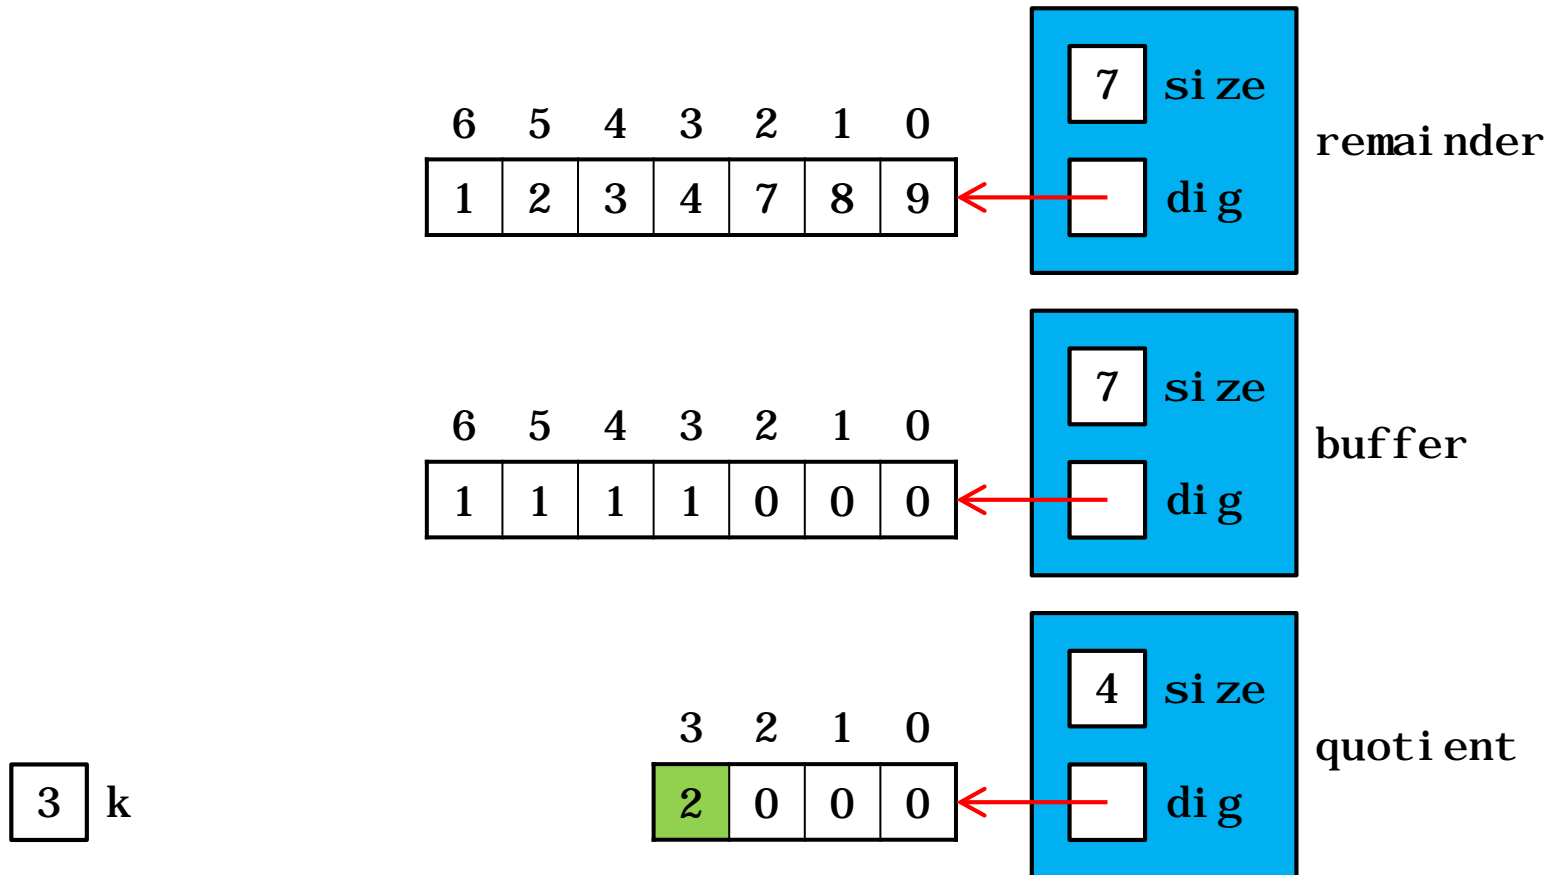 7 size
6 5 4 3 2 1 0
remainder
1 2 3 4 7 8 9
dig
7 size
6 5 4 3 2 1 0
buffer
1 1 1 1 0 0 0
dig
4 size
3 2 1 0
quotient
3 k
2 0 0 0
dig